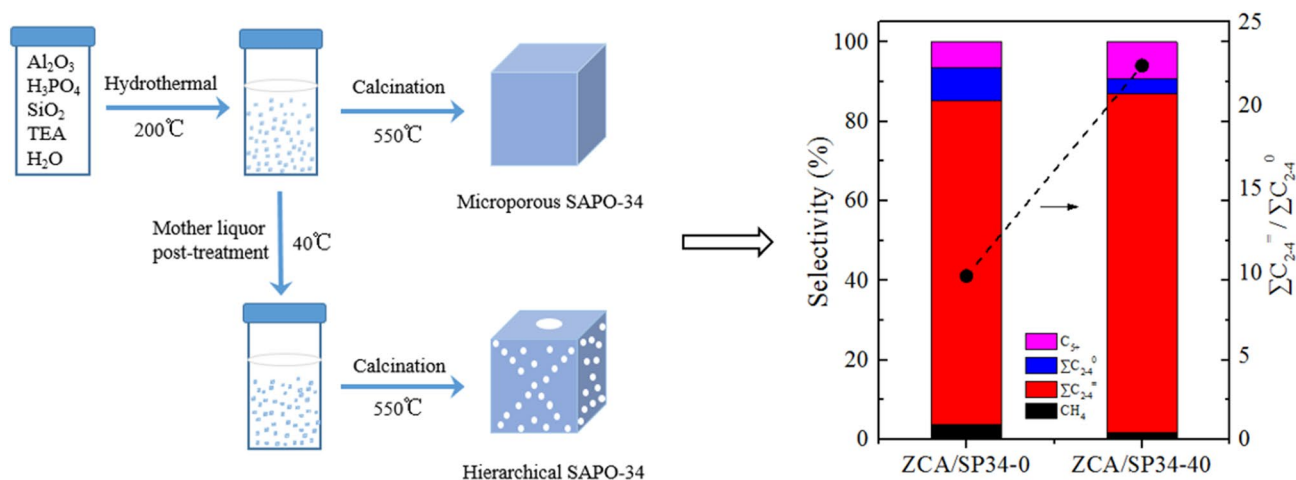 Al₂O₃
H₃PO₄
SiO₂
TEA
H₂O
Hydrothermal
200℃
Calcination
550℃
Microporous SAPO-34
Mother liquor
post-treatment
40℃
Calcination
550℃
Hierarchical SAPO-34
Selectivity (%)
100
80
60
40
20
0
25
20
15
10
5
0
∑C₂₋₄⁼ / ∑C₂₋₄⁰
C₅₊
∑C₂₋₄⁰
∑C₂₋₄⁼
CH₄
ZCA/SP34-0 ZCA/SP34-40